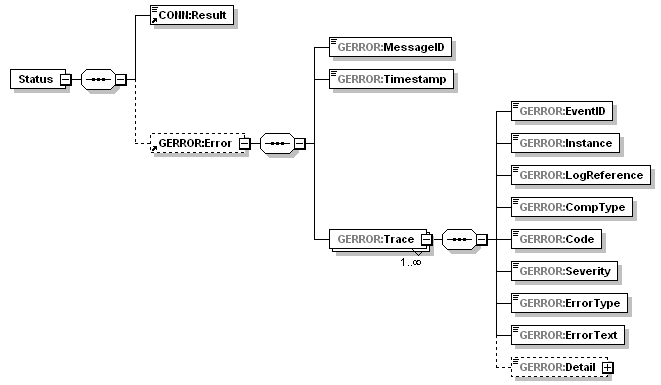 CONN:Result
Status
GERROR:Error
GERROR:MessageID
GERROR:Timestamp
GERROR:Trace
1..∞
GERROR:EventID
GERROR:Instance
GERROR:LogReference
GERROR:CompType
GERROR:Code
GERROR:Severity
GERROR:ErrorType
GERROR:ErrorText
GERROR:Detail